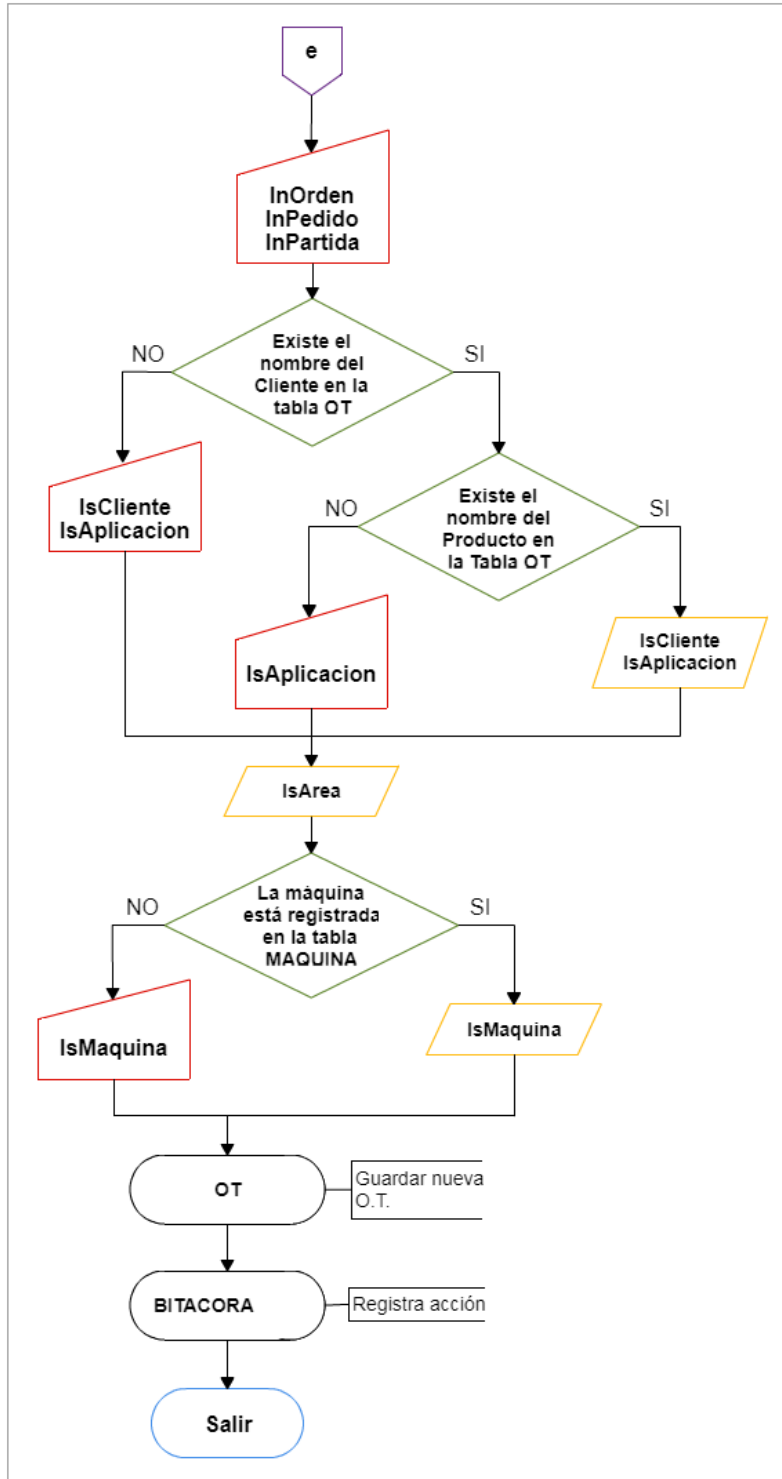 e
InOrden
InPedido
InPartida
Existe el
nombre del
Cliente en la
tabla OT
NO
SI
IsCliente
IsAplicacion
Existe el
nombre del
Producto en
la Tabla OT
NO
SI
IsAplicacion
IsCliente
IsAplicacion
IsArea
La máquina
está registrada
en la tabla
MAQUINA
NO
SI
IsMaquina
IsMaquina
OT
Guardar nueva
O.T.
BITACORA
Registra acción
Salir